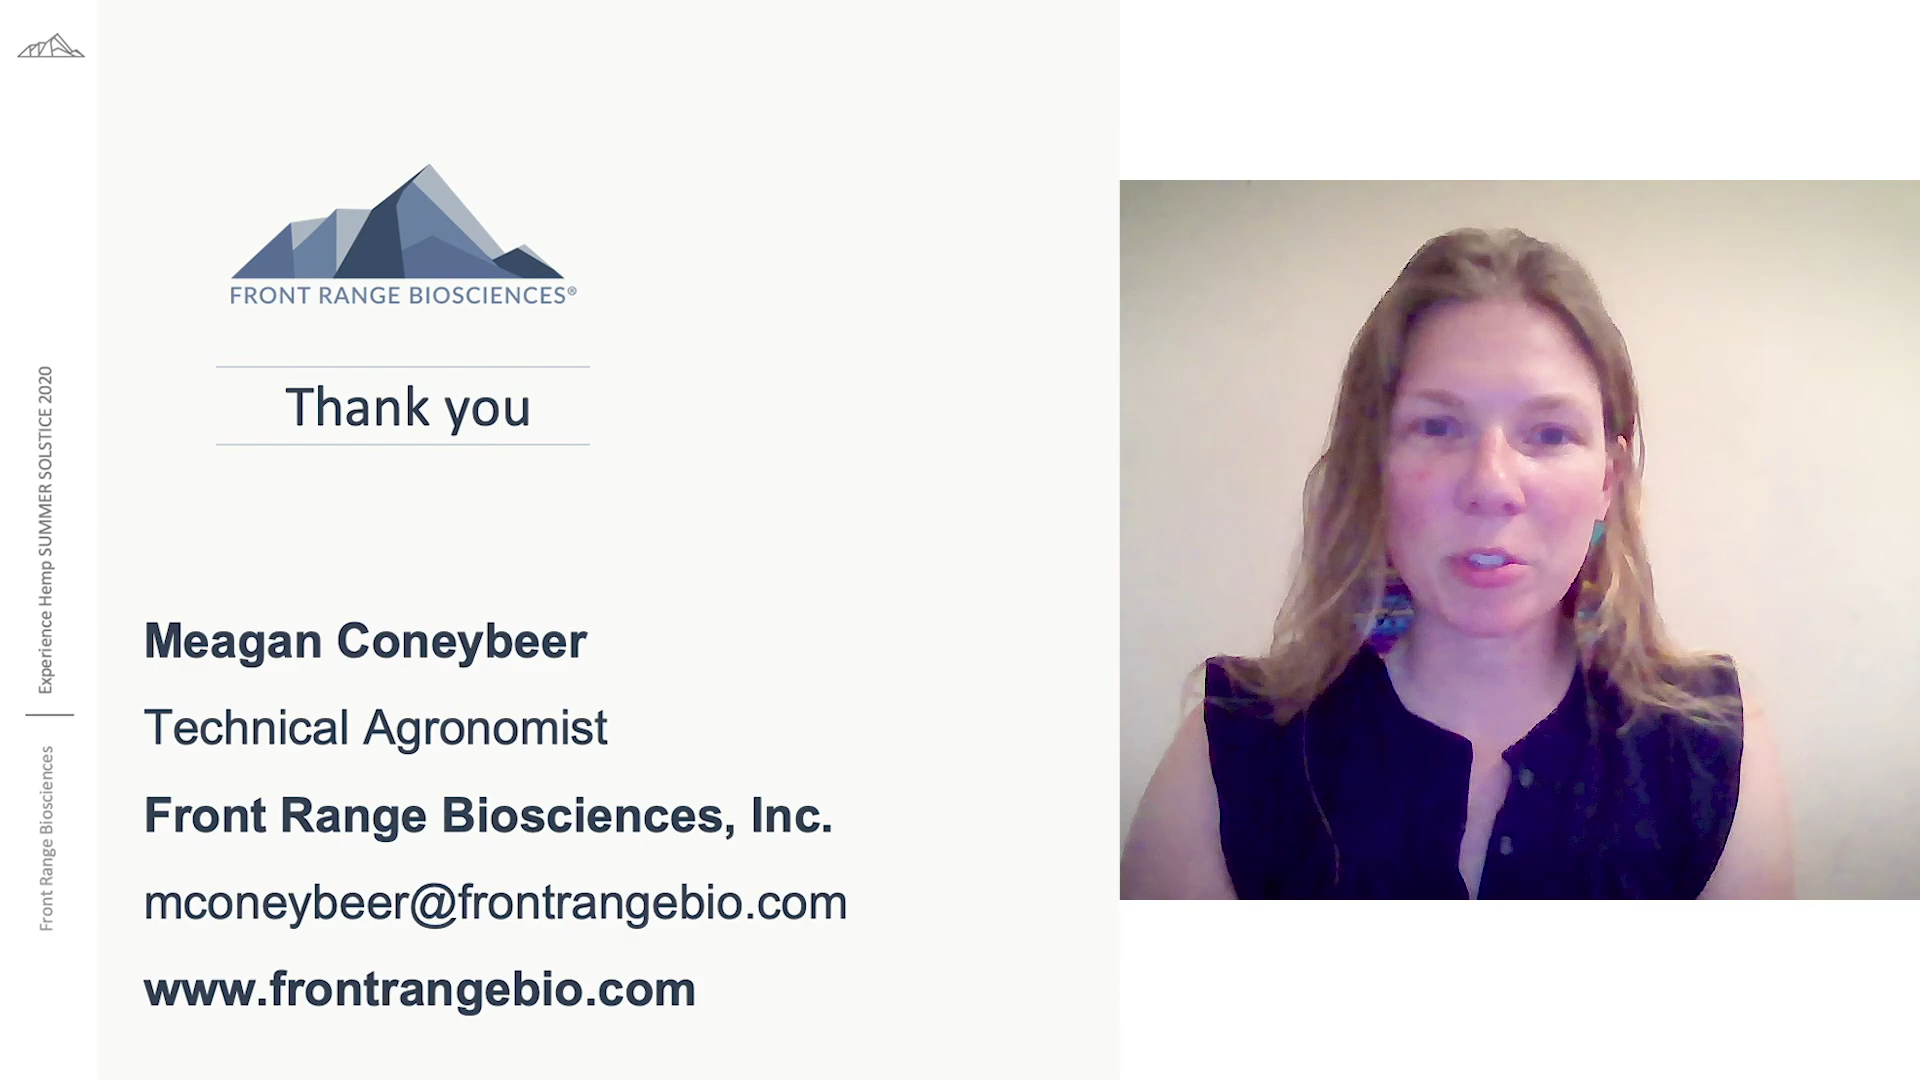 FRONT RANGE BIOSCIENCES®
Thank you
Meagan Coneybeer
Technical Agronomist
Front Range Biosciences, Inc.
mconeybeer@frontrangebio.com
www.frontrangebio.com
Experience Hemp SUMMER SOLSTICE 2020
Front Range Biosciences